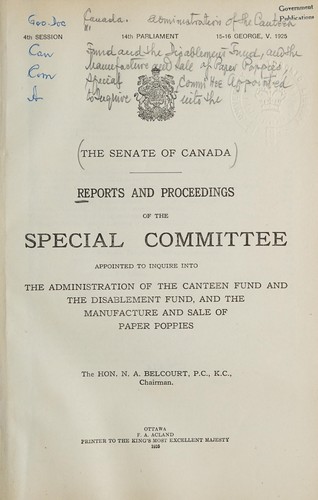 Government
Publications
Gov. Doc
Can
Com
A
Canada. Administration of the Canteen
Fund and the Disablement Fund, and the
Manufacture and Sale of Paper Poppies,
Special Committee Appointed
to Inquire into the
4th SESSION 14th PARLIAMENT 15-16 GEORGE, V. 1925
(THE SENATE OF CANADA)
REPORTS AND PROCEEDINGS
OF THE
SPECIAL COMMITTEE
APPOINTED TO INQUIRE INTO
THE ADMINISTRATION OF THE CANTEEN FUND AND
THE DISABLEMENT FUND, AND THE
MANUFACTURE AND SALE OF
PAPER POPPIES
The HON. N. A. BELCOURT, P.C., K.C.,
Chairman.
OTTAWA
F. A. ACLAND
PRINTER TO THE KING'S MOST EXCELLENT MAJESTY
1925